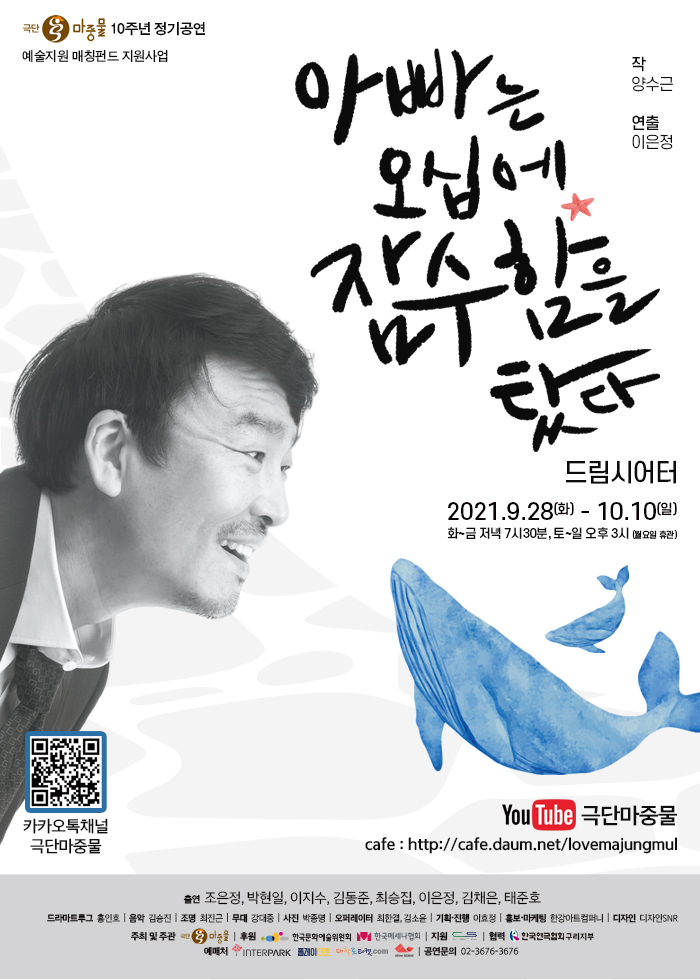 극단 마중물 10주년 정기공연
예술지원 매칭펀드 지원사업
작
양수근
연출
이은정
아빠는
오십에
잠수함을
탔다
드림시어터
2021.9.28(화) - 10.10(일)
화~금 저녁 7시30분, 토~일 오후 3시 (월요일 휴관)
카카오톡채널
극단마중물
YouTube 극단마중물
cafe : http://cafe.daum.net/lovemajungmul
출연 조은정, 박현일, 이지수, 김동준, 최승집, 이은정, 김채은, 태준호
드라마트루그 홍인호 | 음악 김승진 | 조명 최진근 | 무대 강대중 | 사진 박종명 | 오퍼레이터 최한결, 김소윤 | 기획·진행 이효정 | 홍보·마케팅 한강아트컴퍼니 | 디자인 디자인SNR
주최 및 주관 극단 마중물 | 후원 한국문화예술위원회 한국메세나협회 | 지원 | 협력 한국연극협회구리지부
예매처 INTERPARK 플레이티켓 대학로티켓.com | 공연문의 02-3676-3676